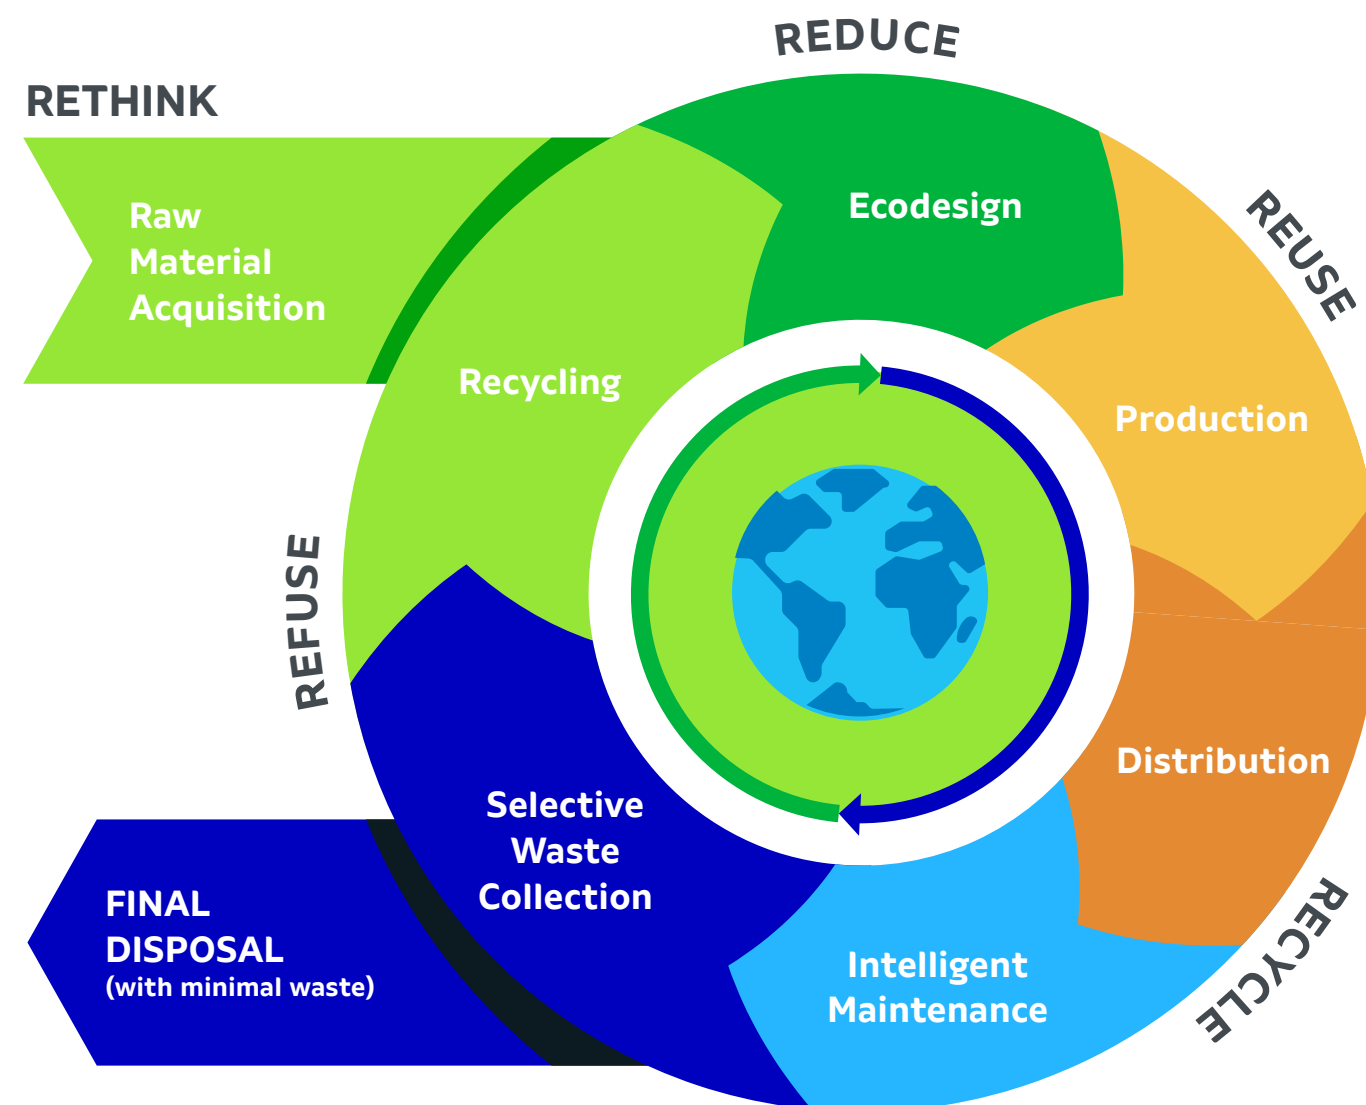 REDUCE
RETHINK
Raw
Material
Acquisition
Ecodesign
REUSE
Recycling
Production
REFUSE
Distribution
Selective
Waste
Collection
FINAL
DISPOSAL
(with minimal waste)
Intelligent
Maintenance
RECYCLE